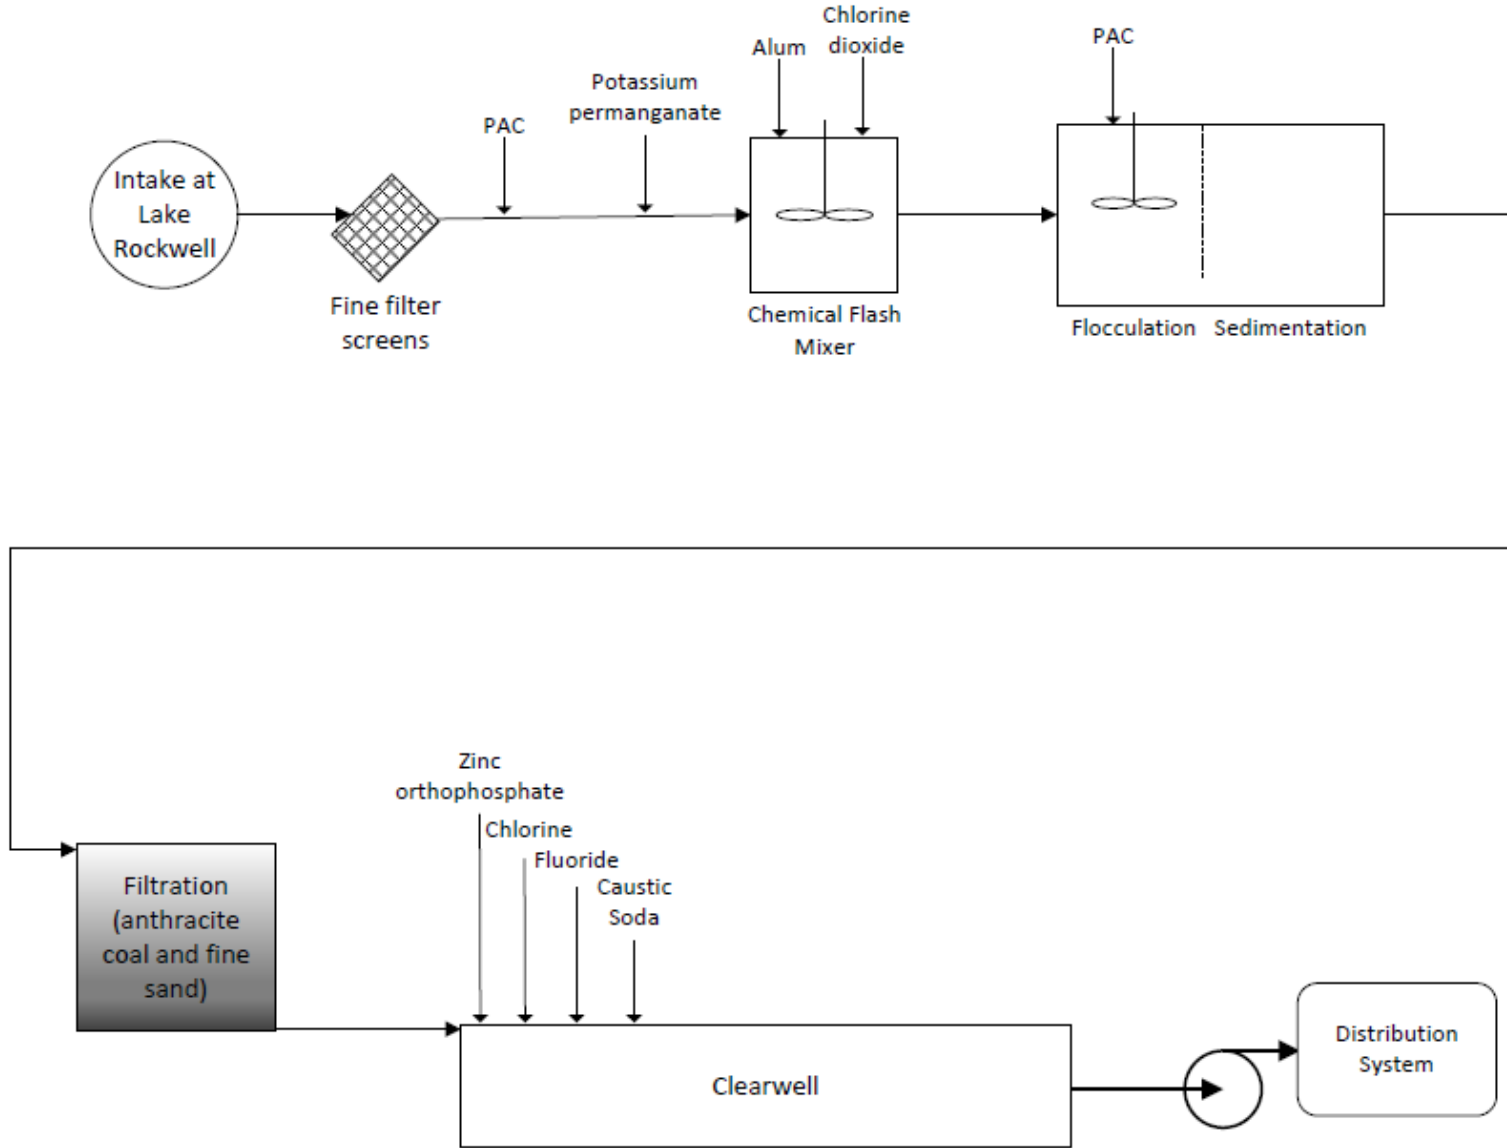 Intake at
Lake
Rockwell
Fine filter
screens
PAC
Potassium
permanganate
Alum
Chlorine
dioxide
Chemical Flash
Mixer
PAC
Flocculation
Sedimentation
Filtration
(anthracite
coal and fine
sand)
Zinc
orthophosphate
Chlorine
Fluoride
Caustic
Soda
Clearwell
Distribution
System